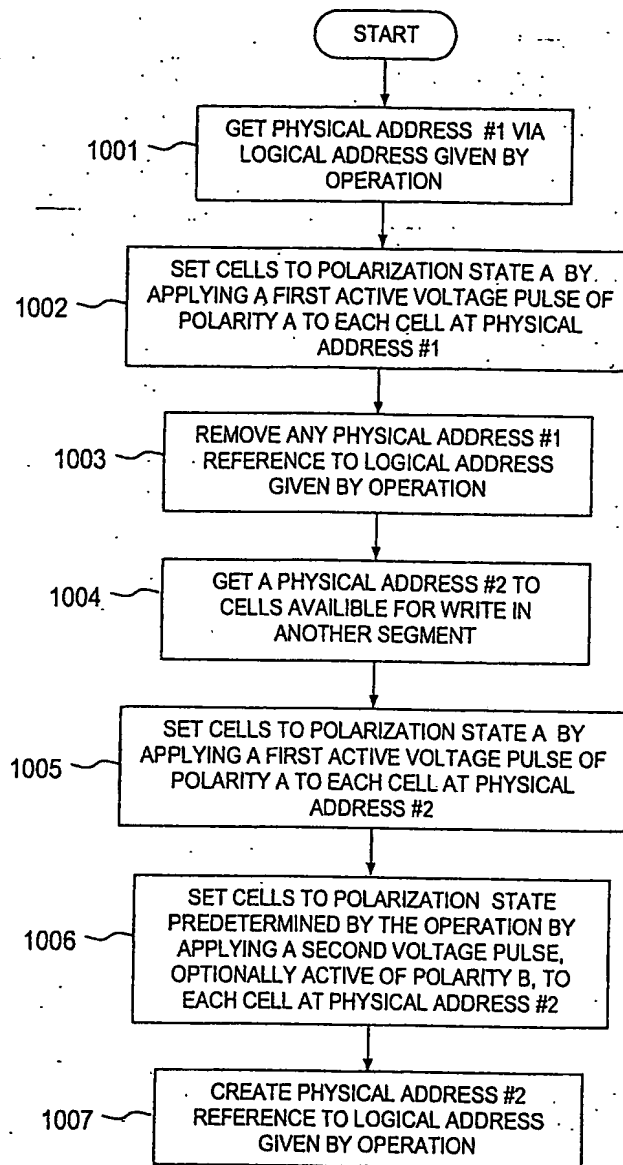 START
1001
GET PHYSICAL ADDRESS #1 VIA
LOGICAL ADDRESS GIVEN BY
OPERATION
1002
SET CELLS TO POLARIZATION STATE A BY
APPLYING A FIRST ACTIVE VOLTAGE PULSE OF
POLARITY A TO EACH CELL AT PHYSICAL
ADDRESS #1
1003
REMOVE ANY PHYSICAL ADDRESS #1
REFERENCE TO LOGICAL ADDRESS
GIVEN BY OPERATION
1004
GET A PHYSICAL ADDRESS #2 TO
CELLS AVAILIBLE FOR WRITE IN
ANOTHER SEGMENT
1005
SET CELLS TO POLARIZATION STATE A BY
APPLYING A FIRST ACTIVE VOLTAGE PULSE OF
POLARITY A TO EACH CELL AT PHYSICAL
ADDRESS #2
1006
SET CELLS TO POLARIZATION STATE
PREDETERMINED BY THE OPERATION BY
APPLYING A SECOND VOLTAGE PULSE,
OPTIONALLY ACTIVE OF POLARITY B, TO
EACH CELL AT PHYSICAL ADDRESS #2
1007
CREATE PHYSICAL ADDRESS #2
REFERENCE TO LOGICAL ADDRESS
GIVEN BY OPERATION